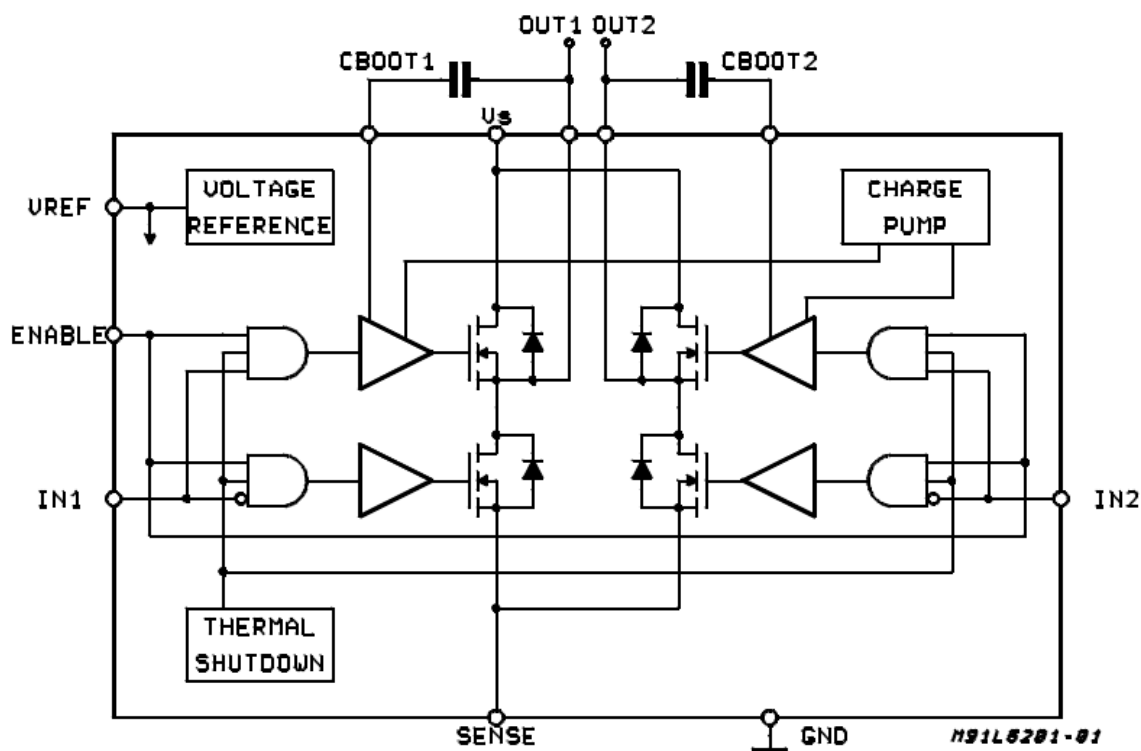 OUT1 OUT2
CBOOT1
CBOOT2
Vs
VOLTAGE
REFERENCE
CHARGE
PUMP
VREF
ENABLE
IN1
IN2
THERMAL
SHUTDOWN
SENSE
GND
M91L6201-01